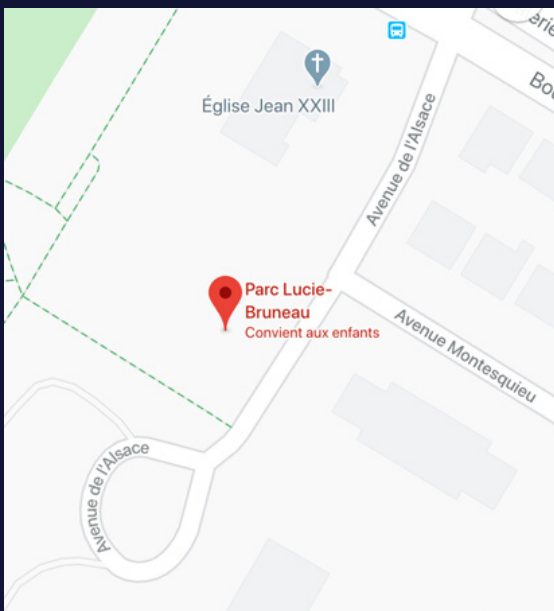 Église Jean XXIII
Avenue de l'Alsace
Parc Lucie-
Bruneau
Convient aux enfants
Avenue Montesquieu
Avenue de l'Alsace